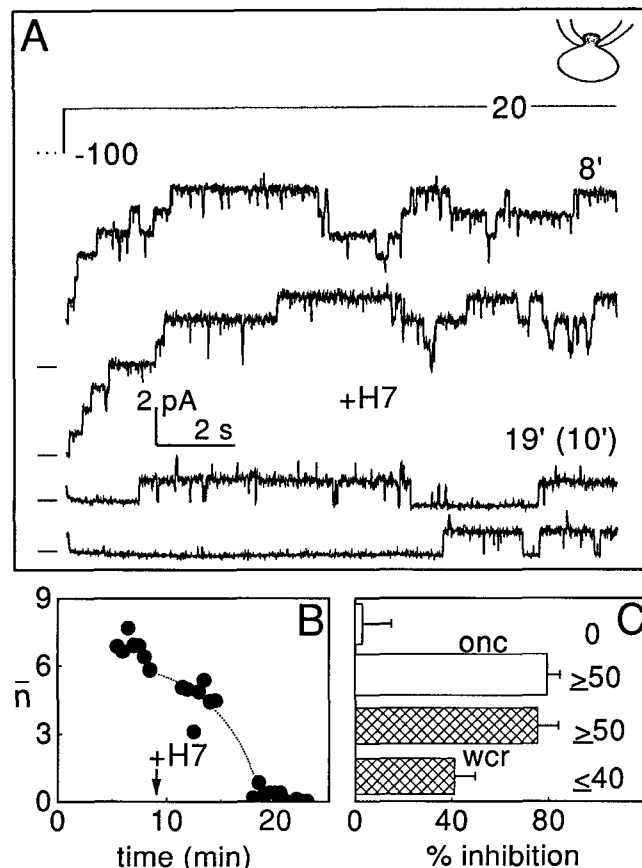 A
20
-100
8'
2 pA
2 s
+H7
19' (10')
B
9
6
3
0
n̄
+H7
0
10
20
time (min)
C
0
onc
≥50
≥50
wcr
≤40
0
40
80
% inhibition